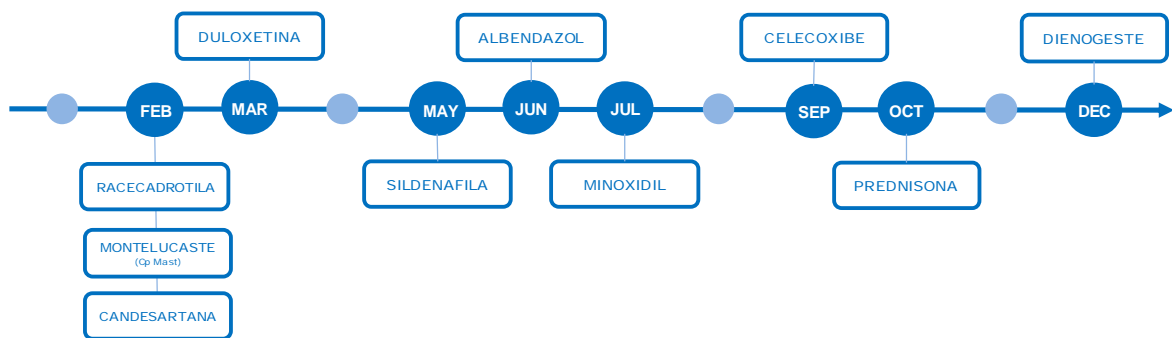 DULOXETINA
ALBENDAZOL
CELECOXIBE
DIENOGESTE
FEB
MAR
MAY
JUN
JUL
SEP
OCT
DEC
RACECADROTILA
SILDENAFILA
MINOXIDIL
PREDNISONA
MONTELUCASTE
(Cp Mast)
CANDESARTANA